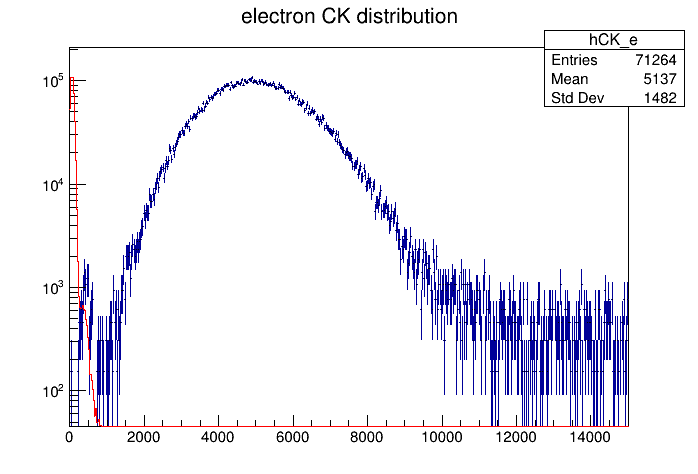 electron CK distribution
hCK_e
Entries 71264
Mean 5137
Std Dev 1482
10^5
10^4
10^3
10^2
0 2000 4000 6000 8000 10000 12000 14000